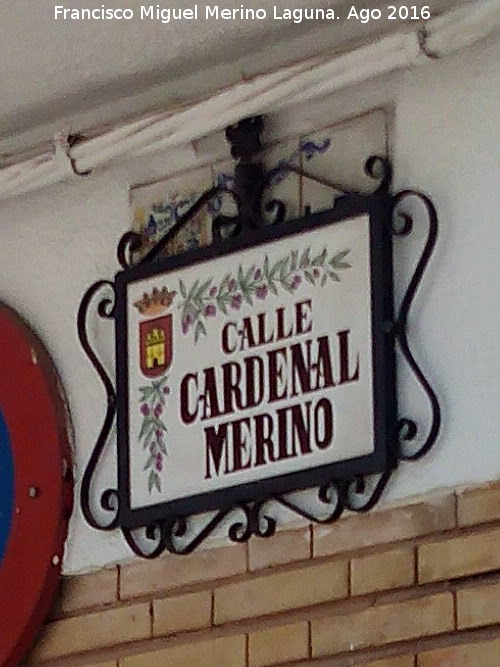 Francisco Miguel Merino Laguna. Ago 2016
CALLE
CARDENAL
MERINO